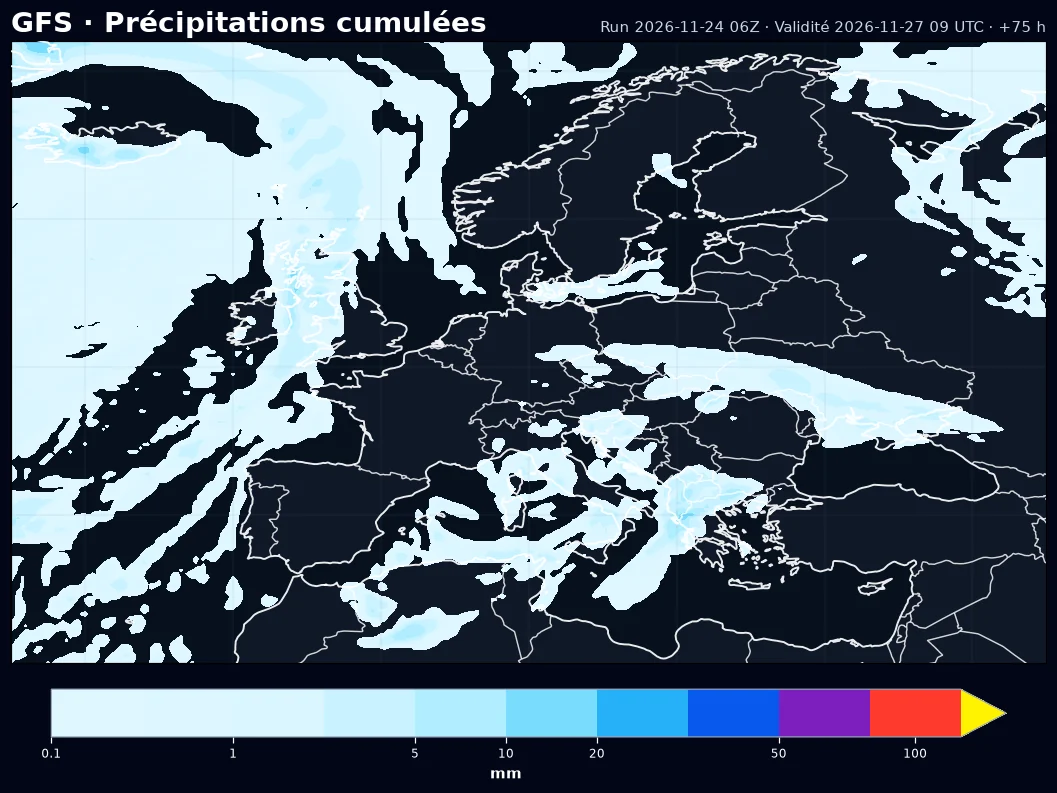 GFS · Précipitations cumulées
Run 2026-11-24 06Z · Validité 2026-11-27 09 UTC · +75 h
0.1 1 5 10 20 50 100
mm